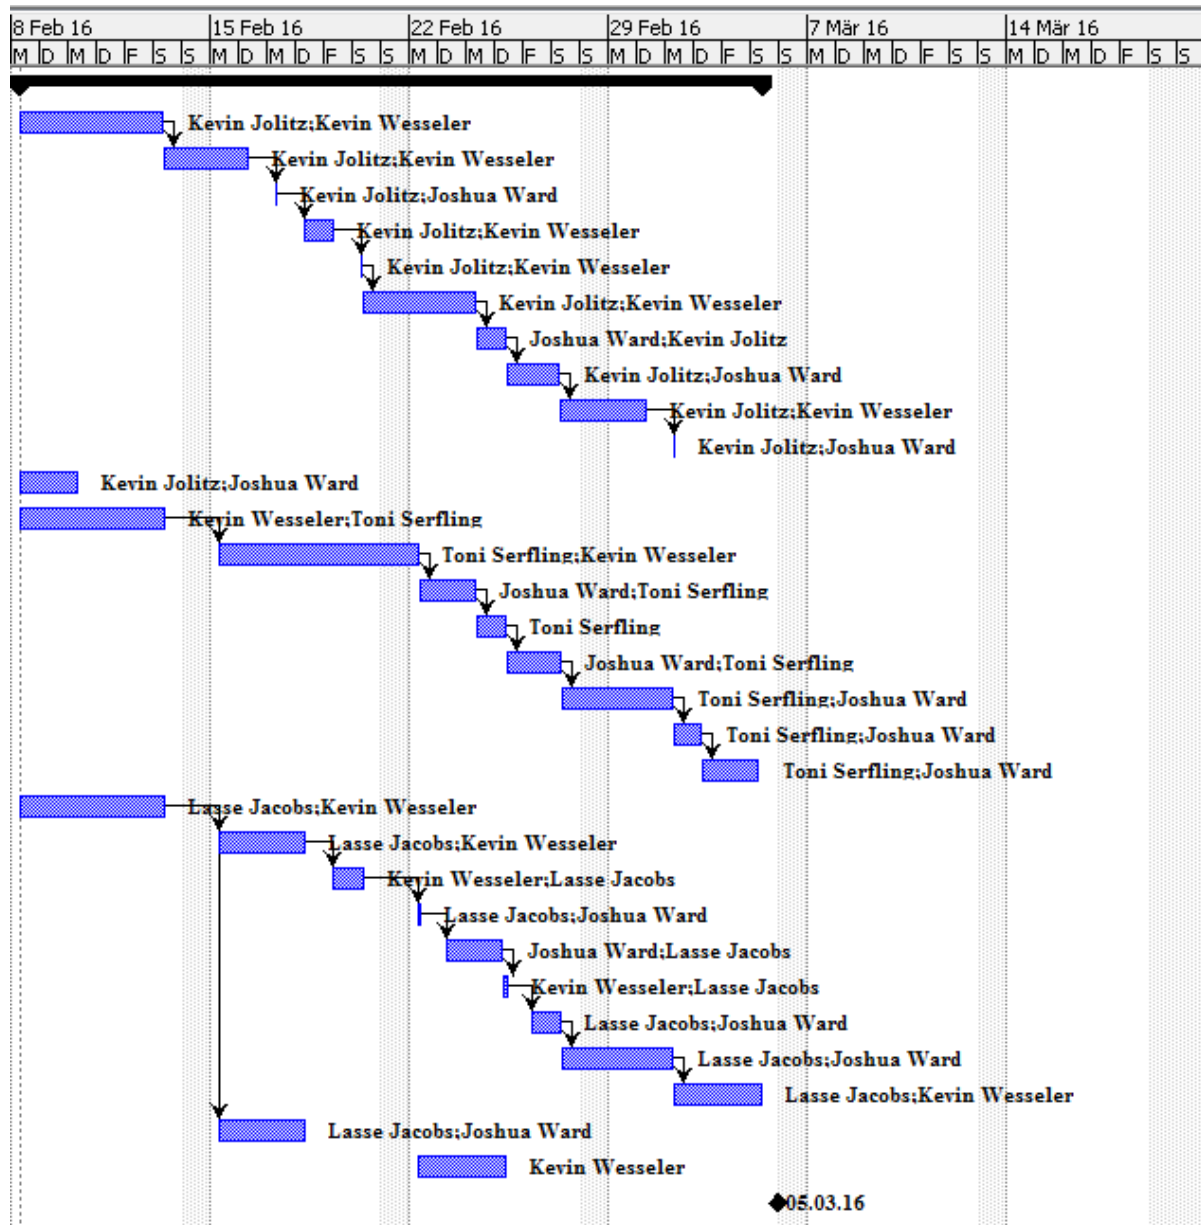 8 Feb 16 15 Feb 16 22 Feb 16 29 Feb 16 7 Mär 16 14 Mär 16
M D M D F S S M D M D F S S M D M D F S S M D M D F S S M D M D F S S M D M D F S S
Kevin Jolitz;Kevin Wesseler
Kevin Jolitz;Kevin Wesseler
Kevin Jolitz;Joshua Ward
Kevin Jolitz;Kevin Wesseler
Kevin Jolitz;Kevin Wesseler
Kevin Jolitz;Kevin Wesseler
Joshua Ward;Kevin Jolitz
Kevin Jolitz;Joshua Ward
Kevin Jolitz;Kevin Wesseler
Kevin Jolitz;Joshua Ward
Kevin Jolitz;Joshua Ward
Kevin Wesseler;Toni Serfling
Toni Serfling;Kevin Wesseler
Joshua Ward;Toni Serfling
Toni Serfling
Joshua Ward;Toni Serfling
Toni Serfling;Joshua Ward
Toni Serfling;Joshua Ward
Toni Serfling;Joshua Ward
Lasse Jacobs;Kevin Wesseler
Lasse Jacobs;Kevin Wesseler
Kevin Wesseler;Lasse Jacobs
Lasse Jacobs;Joshua Ward
Joshua Ward;Lasse Jacobs
Kevin Wesseler;Lasse Jacobs
Lasse Jacobs;Joshua Ward
Lasse Jacobs;Joshua Ward
Lasse Jacobs;Kevin Wesseler
Lasse Jacobs;Joshua Ward
Kevin Wesseler
05.03.16